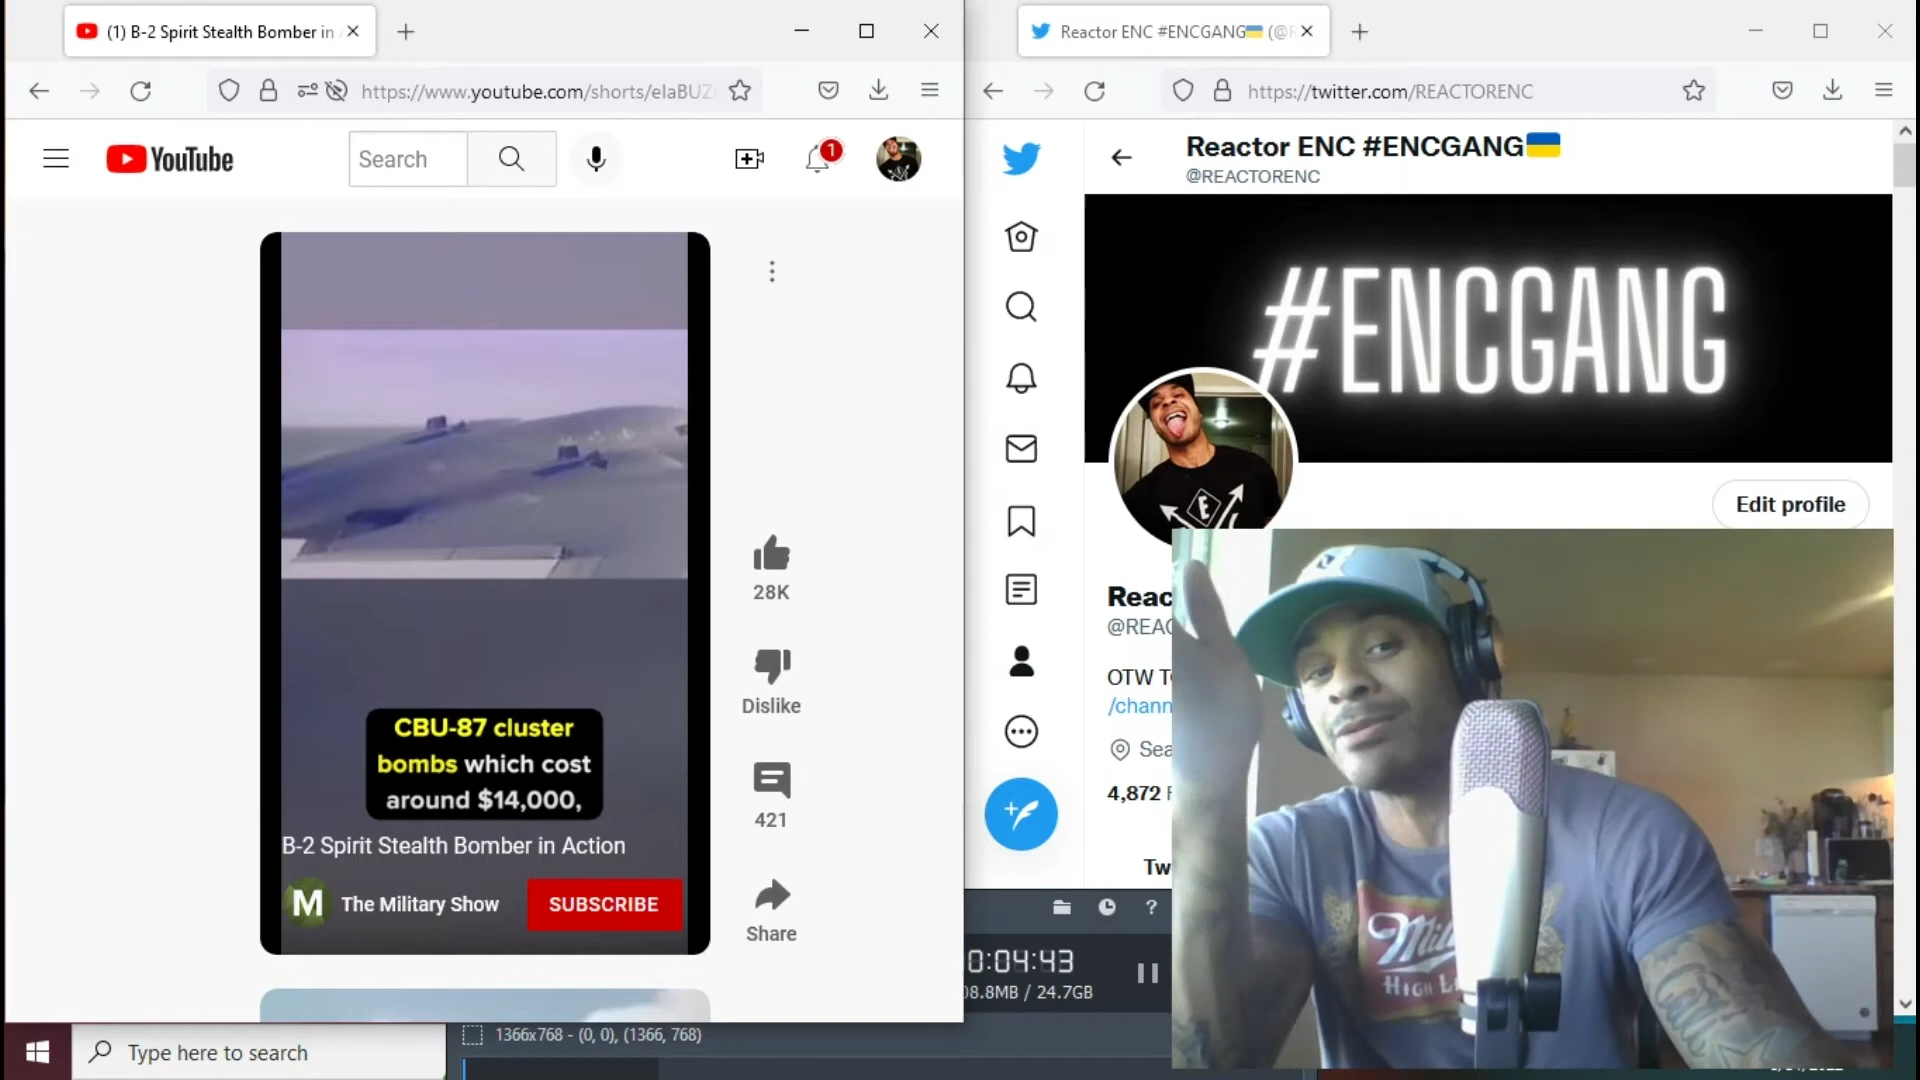 (1) B-2 Spirit Stealth Bomber in
https://www.youtube.com/shorts/elaBUZ
YouTube
Search
1
28K
Dislike
421
Share
CBU-87 cluster
bombs which cost
around $14,000,
B-2 Spirit Stealth Bomber in Action
M
The Military Show
SUBSCRIBE
Reactor ENC #ENCGANG
https://twitter.com/REACTORENC
Reactor ENC #ENCGANG
@REACTORENC
#ENCGANG
E
Edit profile
Reac
@REAC
OTW T
/chann
Sea
4,872
Tw
?
0:04:43
08.8MB / 24.7GB
1366x768 - (0, 0), (1366, 768)
Type here to search
HIGH L